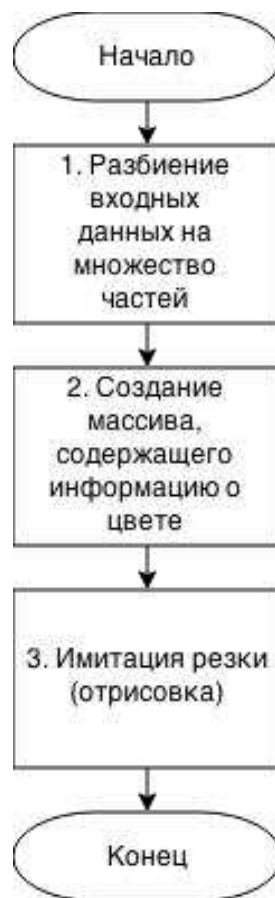 Начало
1. Разбиение
входных
данных на
множество
частей
2. Создание
массива,
содержащего
информацию о
цвете
3. Имитация резки
(отрисовка)
Конец